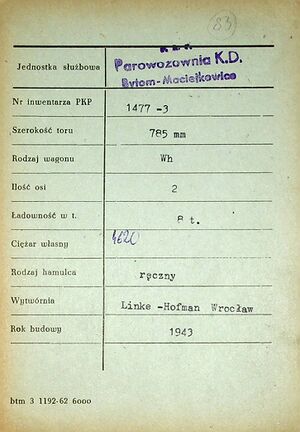 83
P.K.P.
Jednostka służbowa Parowozownia K.D.
Bytom-Maciejkowice
Nr inwentarza PKP 1477 -3
Szerokość toru 785 mm
Rodzaj wagonu Wh
Ilość osi 2
Ładowność w t. 8 t.
Ciężar własny 4620
Rodzaj hamulca ręczny
Wytwórnia Linke -Hofman Wrocław
Rok budowy 1943
btm 3 1192-62 6000